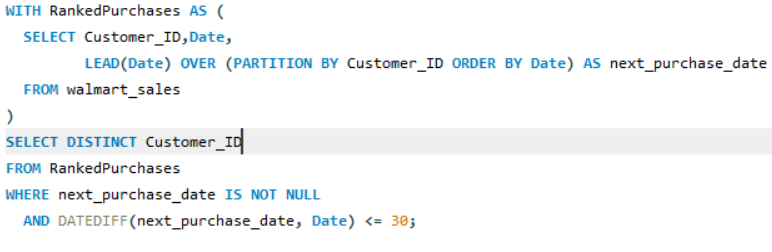 WITH RankedPurchases AS (
  SELECT Customer_ID,Date,
         LEAD(Date) OVER (PARTITION BY Customer_ID ORDER BY Date) AS next_purchase_date
  FROM walmart_sales
)
SELECT DISTINCT Customer_ID
FROM RankedPurchases
WHERE next_purchase_date IS NOT NULL
  AND DATEDIFF(next_purchase_date, Date) <= 30;